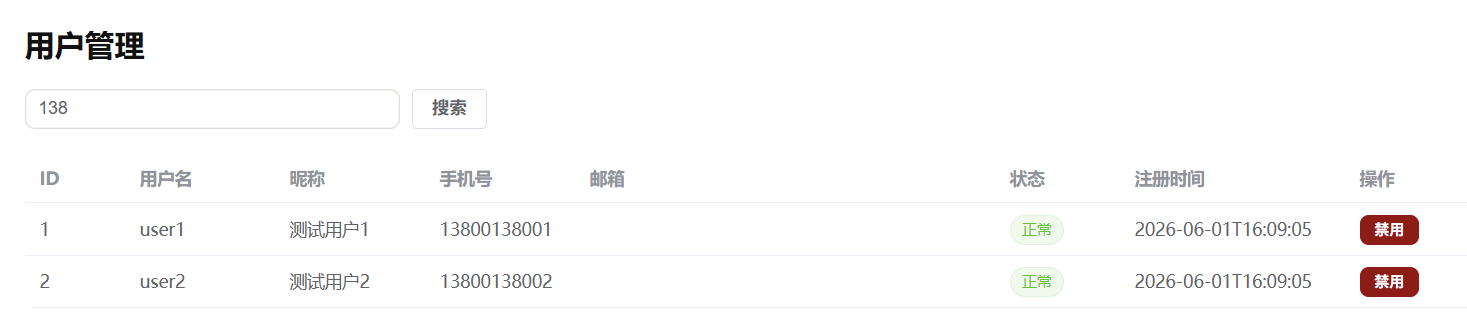 用户管理
138 搜索
ID 用户名 昵称 手机号 邮箱 状态 注册时间 操作
1 user1 测试用户1 13800138001 正常 2026-06-01T16:09:05 禁用
2 user2 测试用户2 13800138002 正常 2026-06-01T16:09:05 禁用